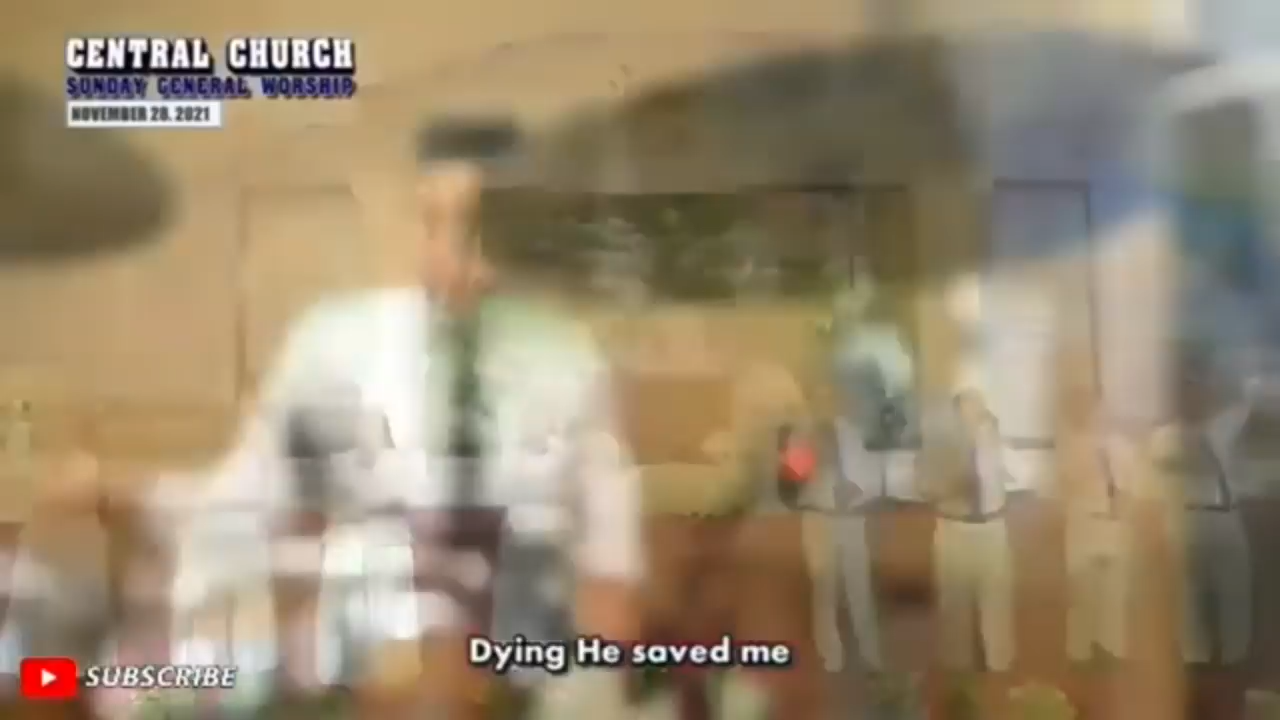 CENTRAL CHURCH
SUNDAY GENERAL WORSHIP
NOVEMBER 28, 2021
Dying He saved me
SUBSCRIBE